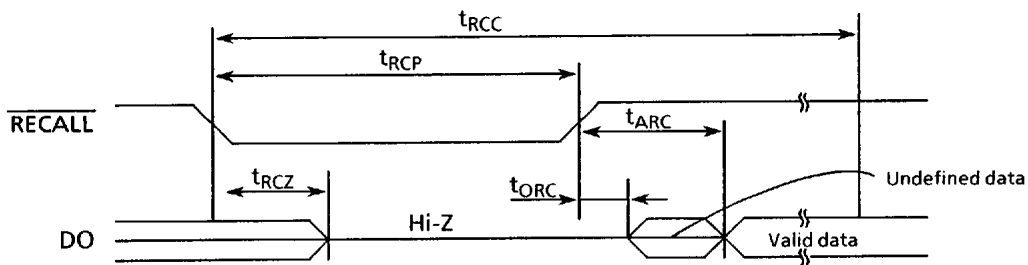 tRCC
tRCP
RECALL
tARC
tRCZ
tORC
Undefined data
DO
Hi-Z
Valid data